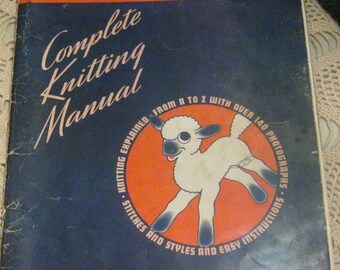 Complete
Knitting
Manual
• KNITTING EXPLAINED FROM A TO Z WITH OVER 140 PHOTOGRAPHS •
STITCHES AND STYLES AND EASY INSTRUCTIONS